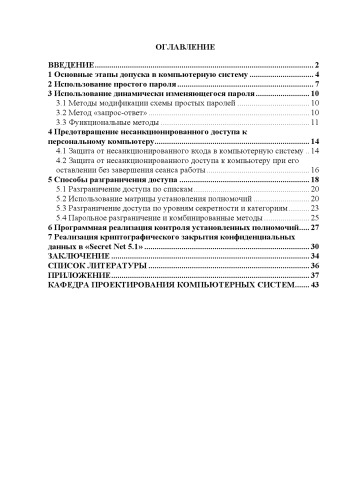 ОГЛАВЛЕНИЕ
ВВЕДЕНИЕ 2
1 Основные этапы допуска в компьютерную систему 4
2 Использование простого пароля 7
3 Использование динамически изменяющегося пароля 10
3.1 Методы модификации схемы простых паролей 10
3.2 Метод «запрос-ответ» 10
3.3 Функциональные методы 11
4 Предотвращение несанкционированного доступа к
персональному компьютеру 14
4.1 Защита от несанкционированного входа в компьютерную систему 14
4.2 Защита от несанкционированного доступа к компьютеру при его
оставлении без завершения сеанса работы 16
5 Способы разграничения доступа 18
5.1 Разграничение доступа по спискам 20
5.2 Использование матрицы установления полномочий 20
5.3 Разграничение доступа по уровням секретности и категориям 23
5.4 Парольное разграничение и комбинированные методы 25
6 Программная реализация контроля установленных полномочий 27
7 Реализация криптографического закрытия конфиденциальных
данных в «Secret Net 5.1» 30
ЗАКЛЮЧЕНИЕ 34
СПИСОК ЛИТЕРАТУРЫ 36
ПРИЛОЖЕНИЕ 37
КАФЕДРА ПРОЕКТИРОВАНИЯ КОМПЬЮТЕРНЫХ СИСТЕМ 43